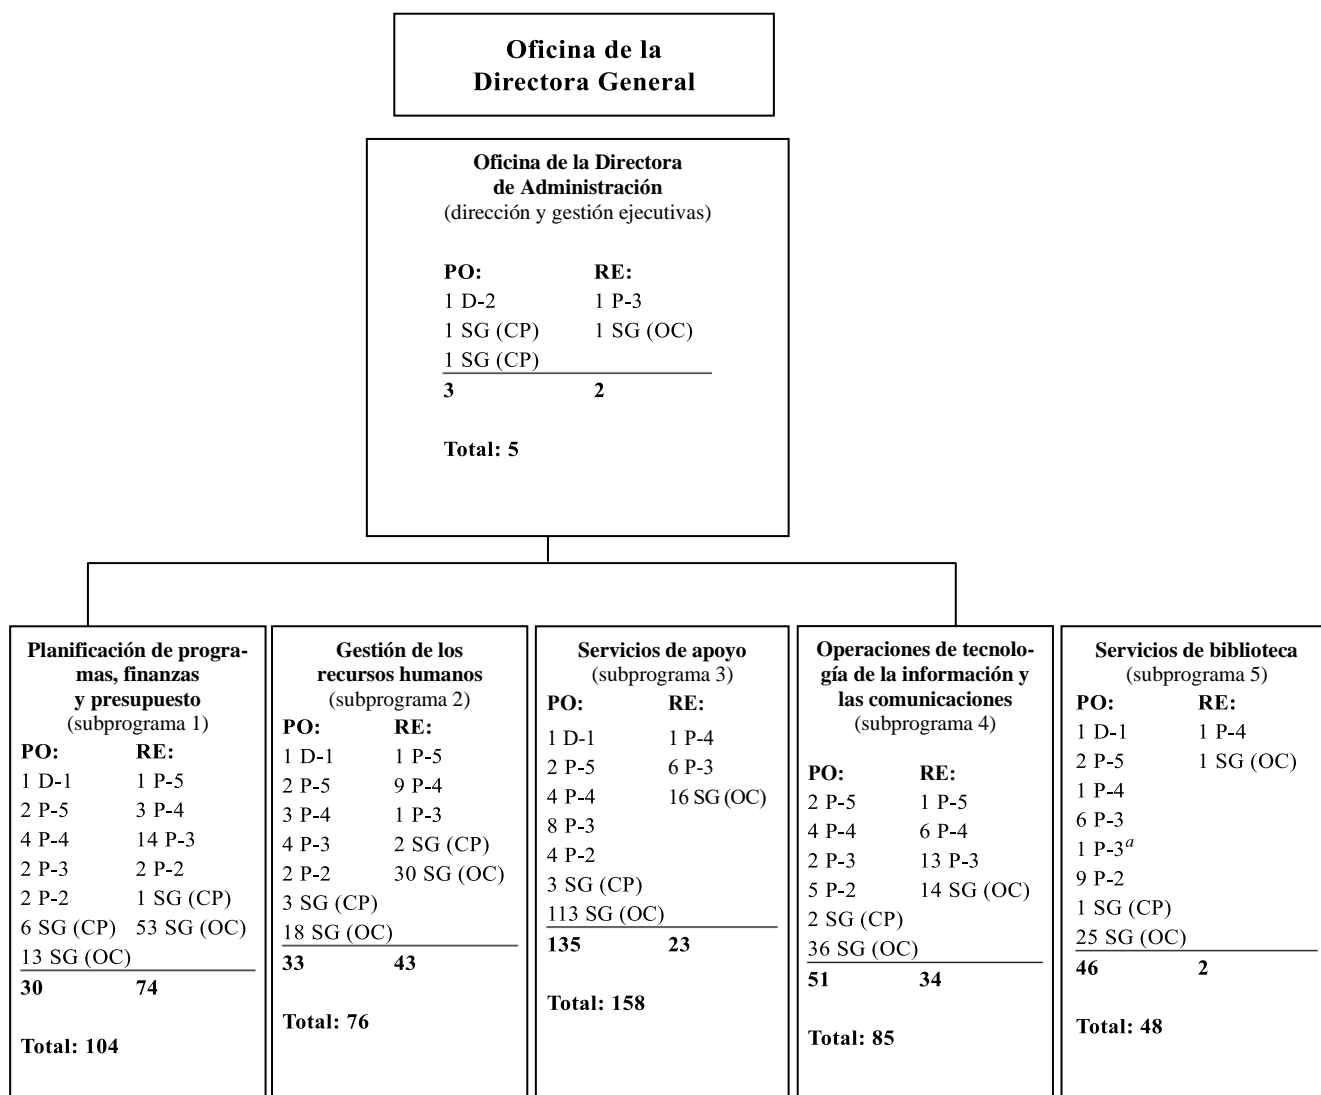 Oficina de la
Directora General
Oficina de la Directora
de Administración
(dirección y gestión ejecutivas)
PO: RE:
1 D-2 1 P-3
1 SG (CP) 1 SG (OC)
1 SG (CP)
3 2
Total: 5
Planificación de progra-
mas, finanzas
y presupuesto
(subprograma 1)
PO: RE:
1 D-1 1 P-5
2 P-5 3 P-4
4 P-4 14 P-3
2 P-3 2 P-2
2 P-2 1 SG (CP)
6 SG (CP) 53 SG (OC)
13 SG (OC)
30 74
Total: 104
Gestión de los
recursos humanos
(subprograma 2)
PO: RE:
1 D-1 1 P-5
2 P-5 9 P-4
3 P-4 1 P-3
4 P-3 2 SG (CP)
2 P-2 30 SG (OC)
3 SG (CP)
18 SG (OC)
33 43
Total: 76
Servicios de apoyo
(subprograma 3)
PO: RE:
1 D-1 1 P-4
2 P-5 6 P-3
4 P-4 16 SG (OC)
8 P-3
4 P-2
3 SG (CP)
113 SG (OC)
135 23
Total: 158
Operaciones de tecnolo-
gía de la información y
las comunicaciones
(subprograma 4)
PO: RE:
2 P-5 1 P-5
4 P-4 6 P-4
2 P-3 13 P-3
5 P-2 14 SG (OC)
2 SG (CP)
36 SG (OC)
51 34
Total: 85
Servicios de biblioteca
(subprograma 5)
PO: RE:
1 D-1 1 P-4
2 P-5 1 SG (OC)
1 P-4
6 P-3
1 P-3a
9 P-2
1 SG (CP)
25 SG (OC)
46 2
Total: 48